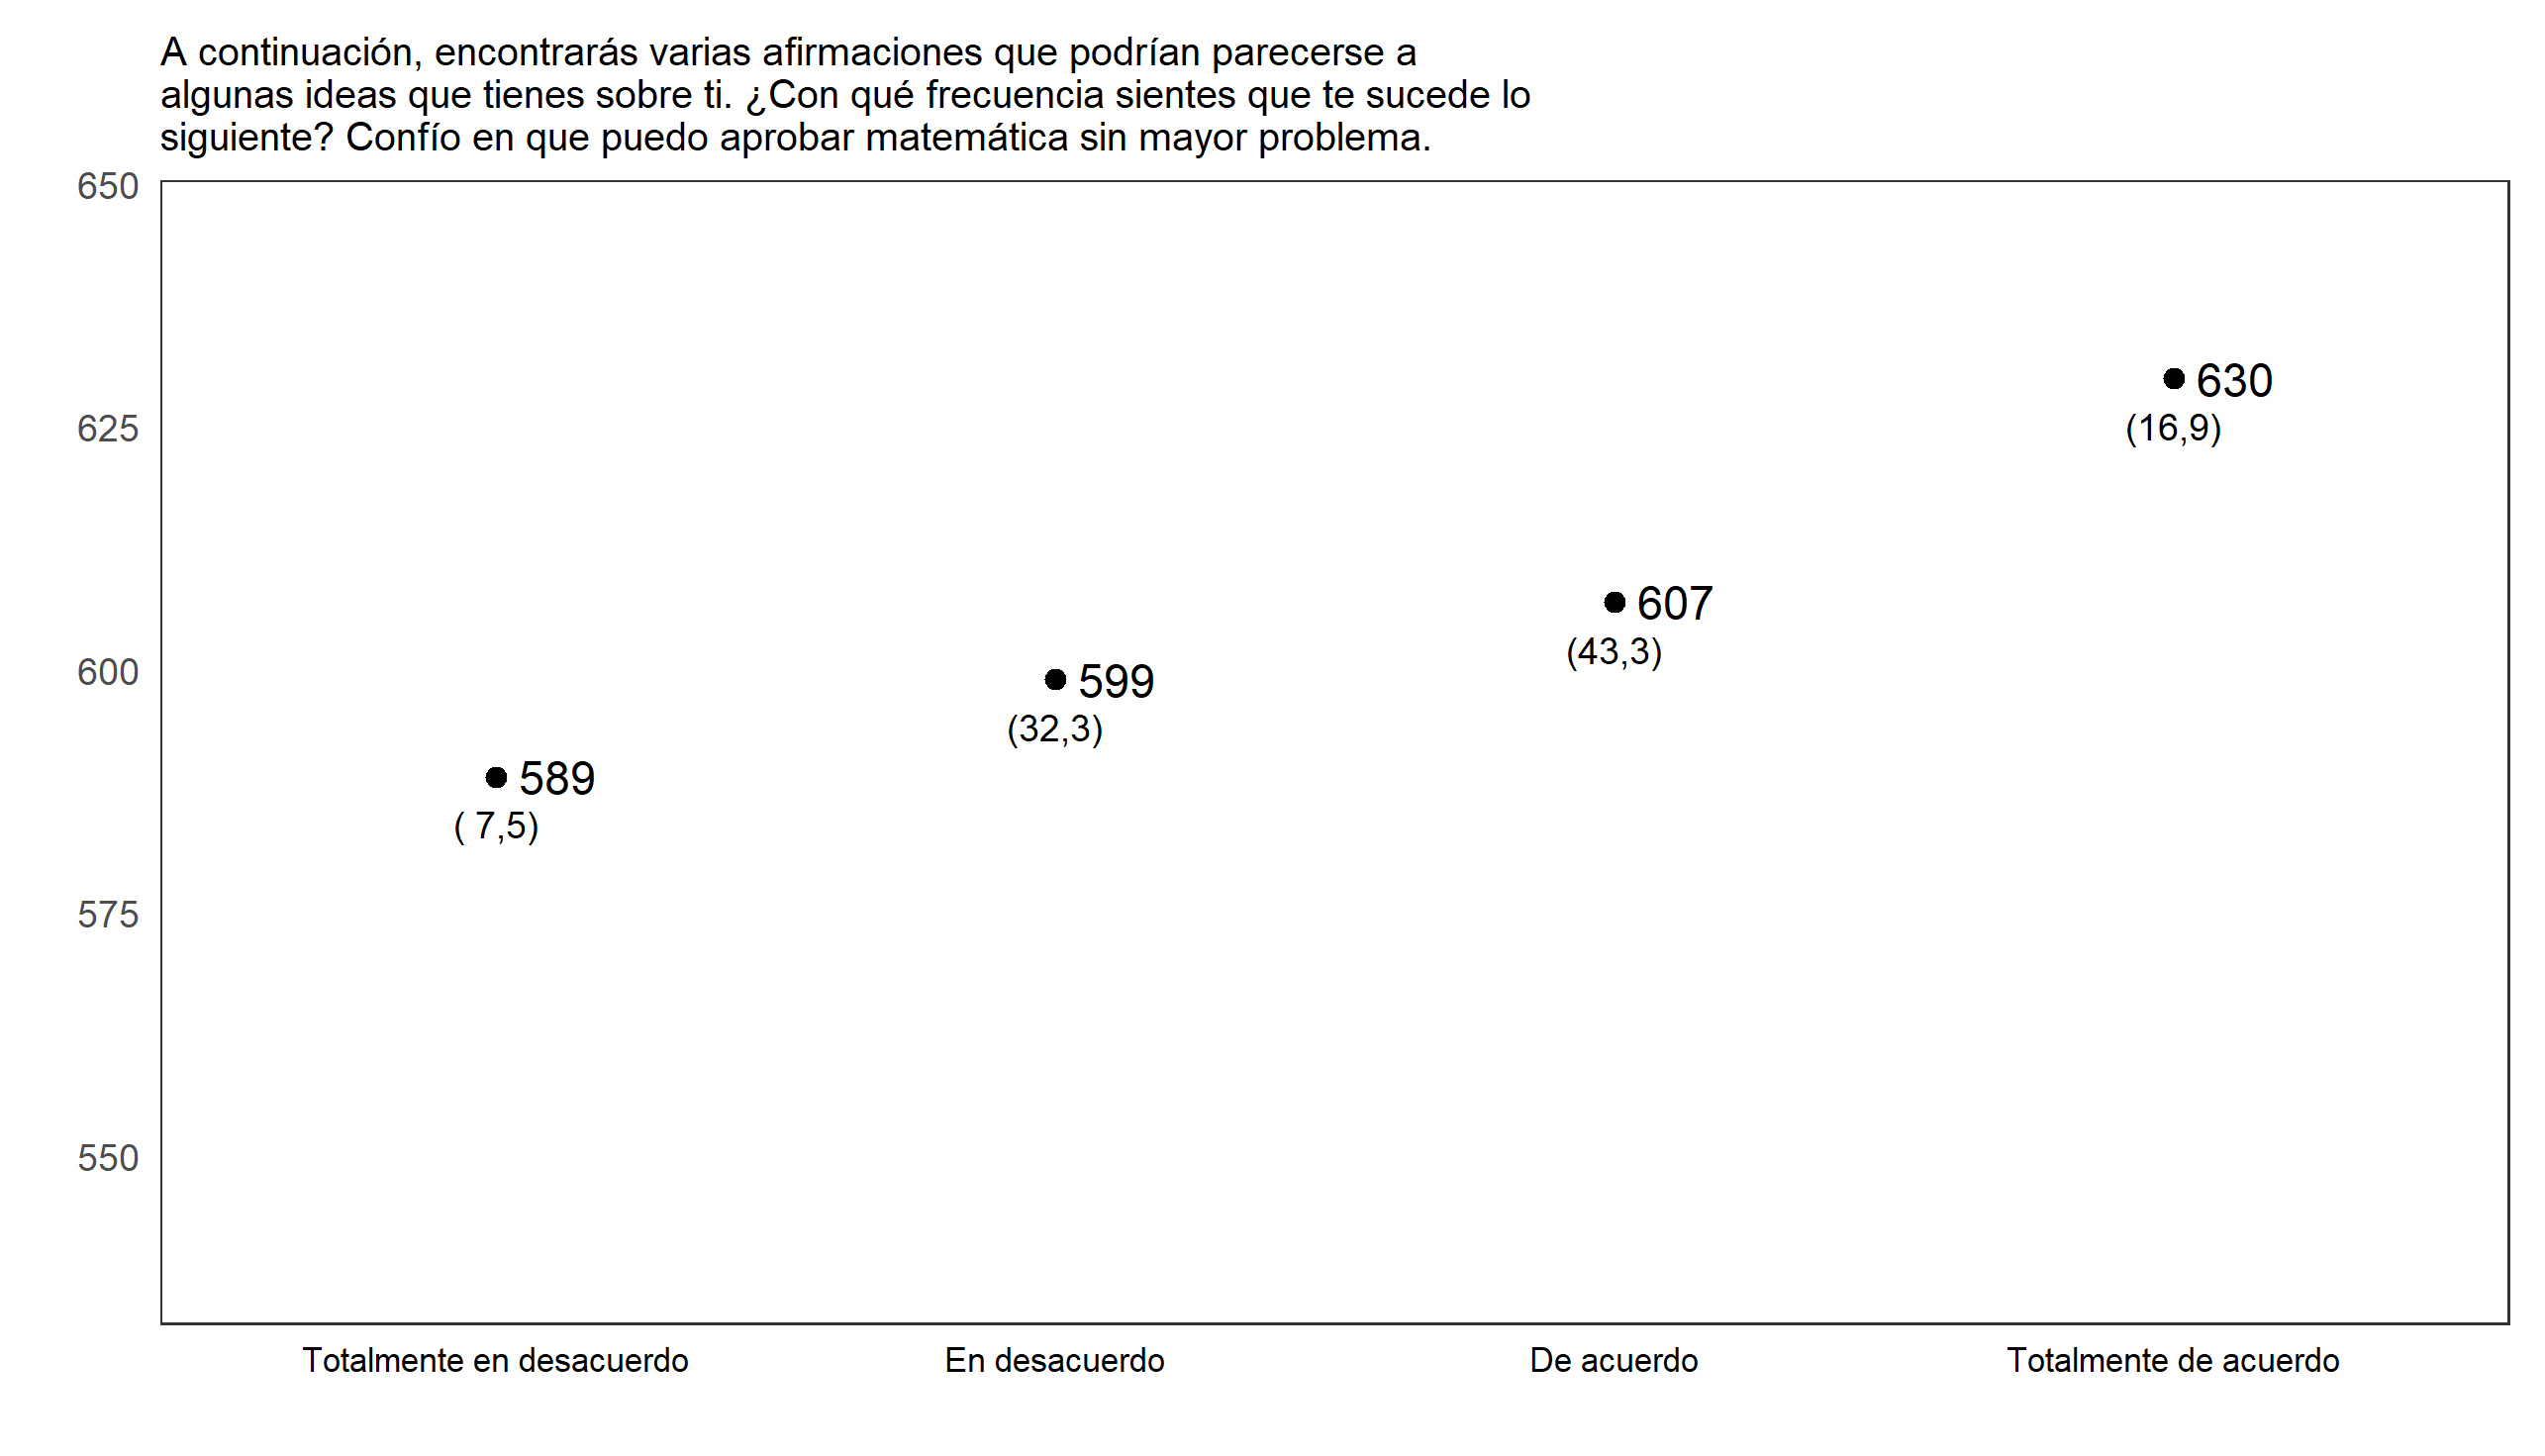 A continuación, encontrarás varias afirmaciones que podrían parecerse a
algunas ideas que tienes sobre ti. ¿Con qué frecuencia sientes que te sucede lo
siguiente? Confío en que puedo aprobar matemática sin mayor problema.
650
625
600
575
550
630
(16,9)
607
(43,3)
599
(32,3)
589
( 7,5)
Totalmente en desacuerdo
En desacuerdo
De acuerdo
Totalmente de acuerdo